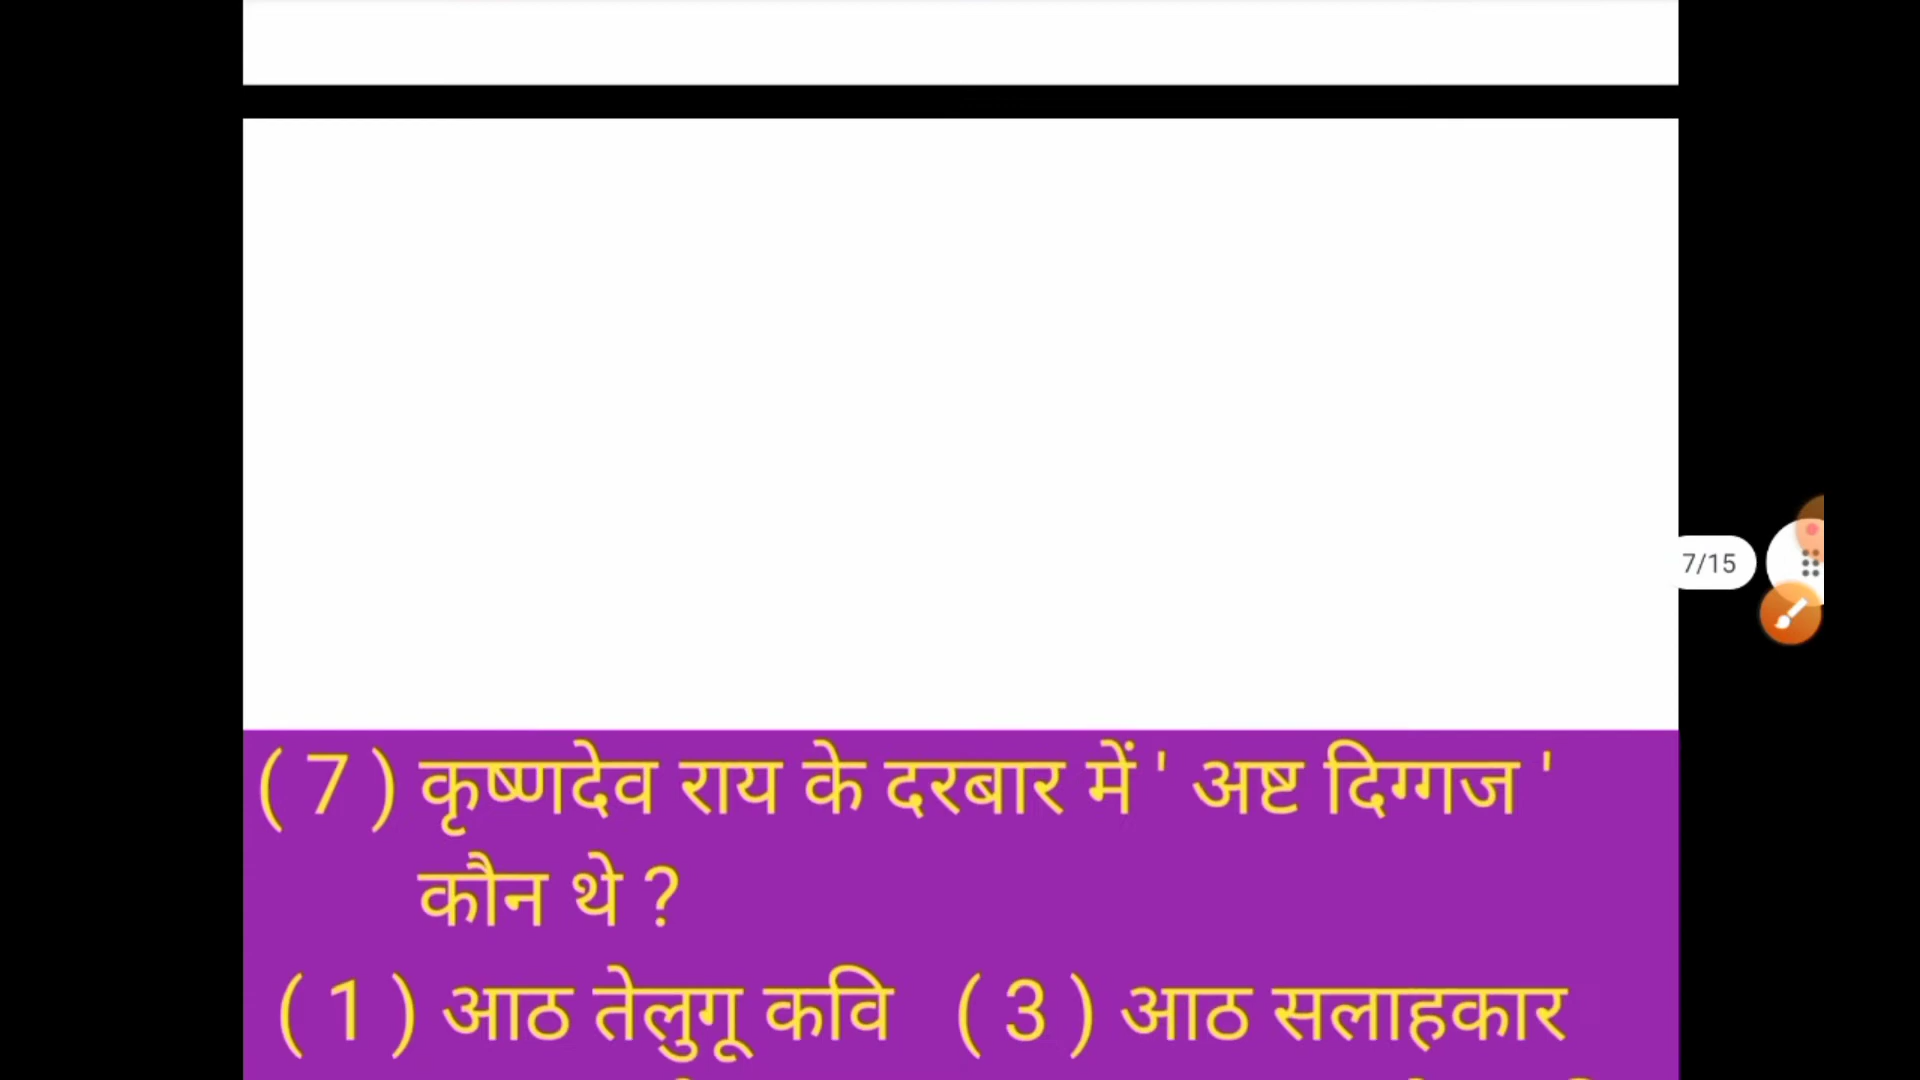 7/15
( 7 ) कृष्णदेव राय के दरबार में ' अष्ट दिग्गज '
कौन थे ?
( 1 ) आठ तेलुगू कवि ( 3 ) आठ सलाहकार